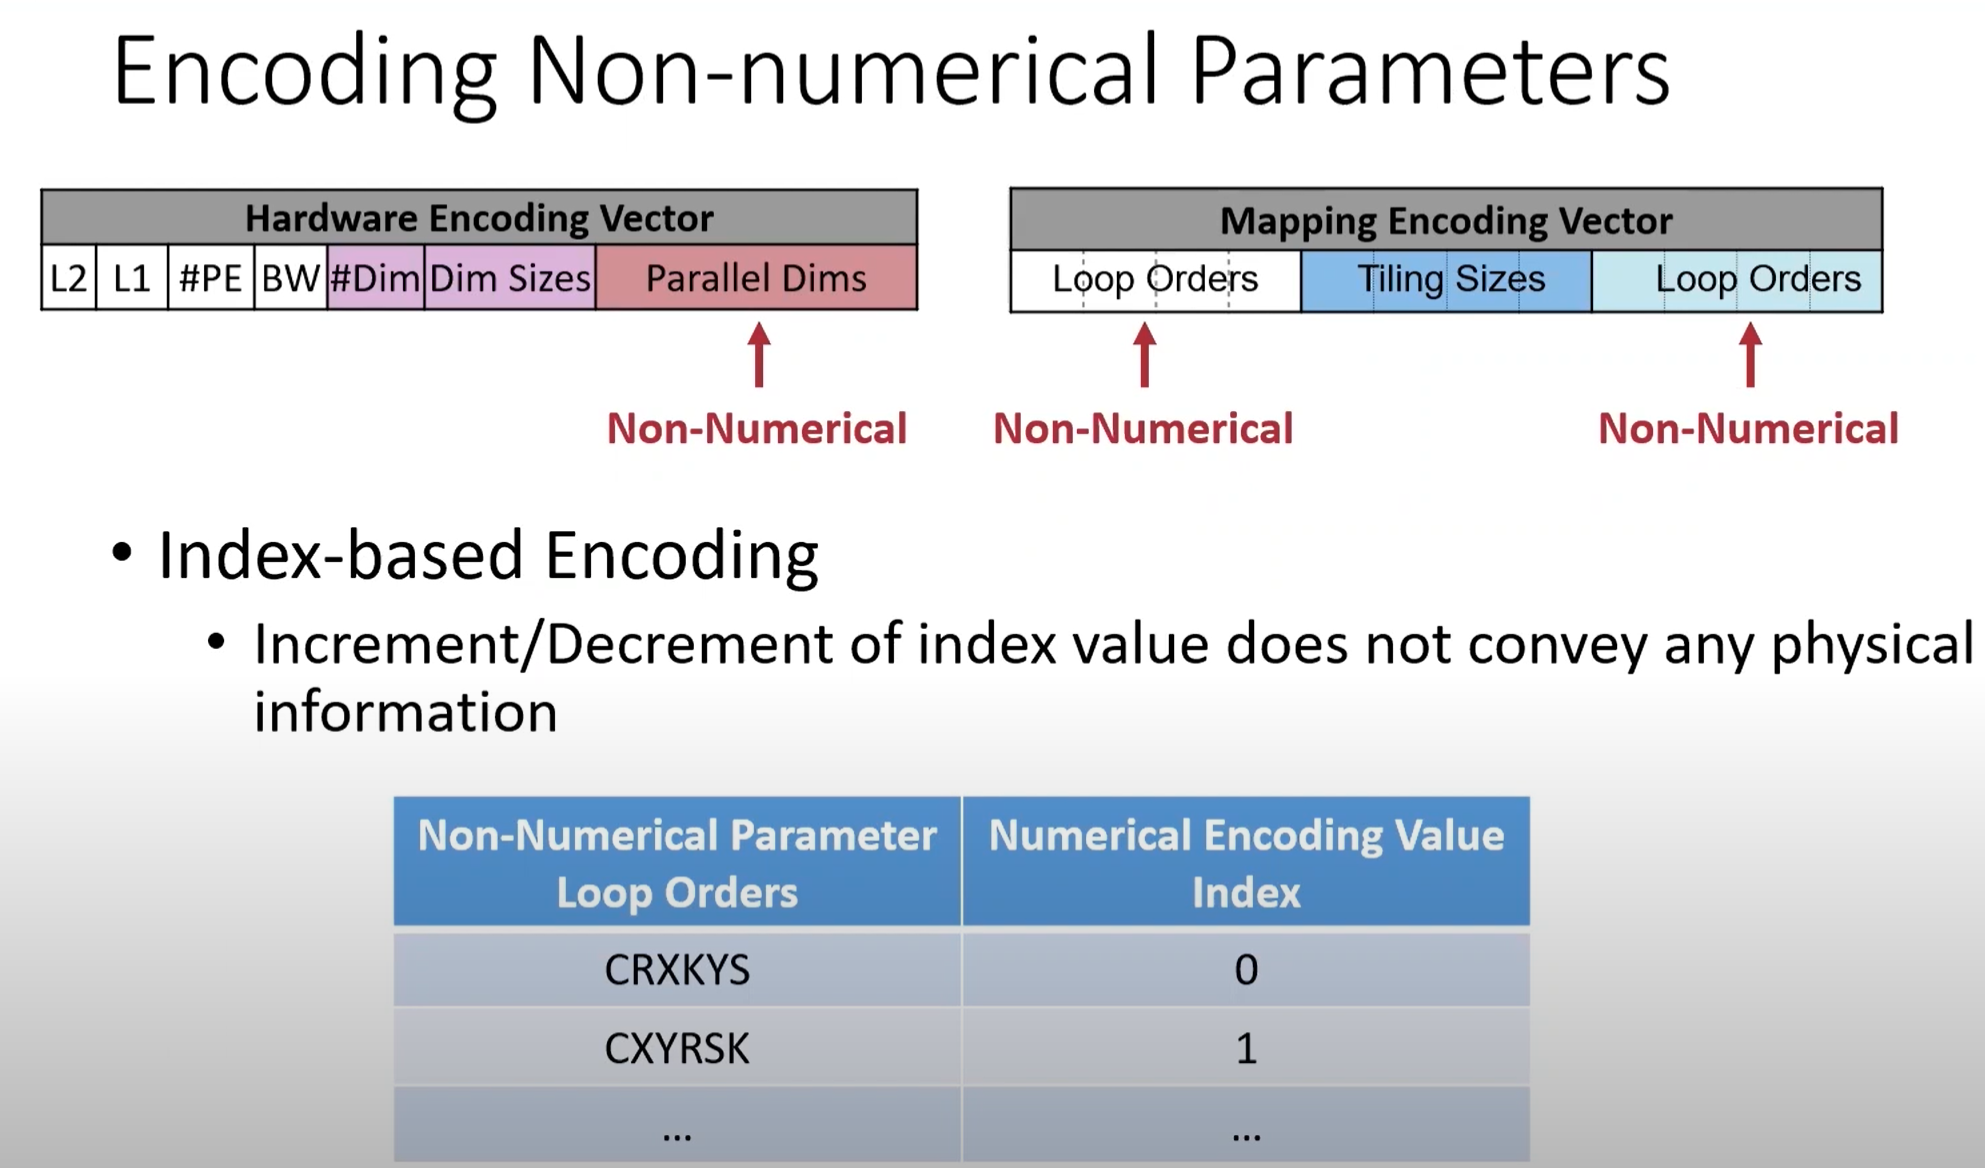 Encoding Non-numerical Parameters
Hardware Encoding Vector
L2 L1 #PE BW #Dim Dim Sizes Parallel Dims
Non-Numerical
Mapping Encoding Vector
Loop Orders Tiling Sizes Loop Orders
Non-Numerical Non-Numerical
• Index-based Encoding
• Increment/Decrement of index value does not convey any physical
information
Non-Numerical Parameter
Loop Orders
Numerical Encoding Value
Index
CRXKYS 0
CXYRSK 1
... ...